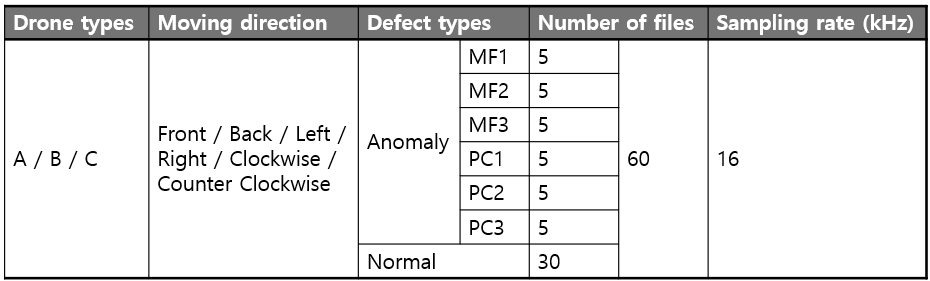 Drone types Moving direction Defect types Number of files Sampling rate (kHz)
A / B / C
Front / Back / Left /
Right / Clockwise /
Counter Clockwise
Anomaly
MF1 5
MF2 5
MF3 5
PC1 5
PC2 5
PC3 5
Normal 30
60
16